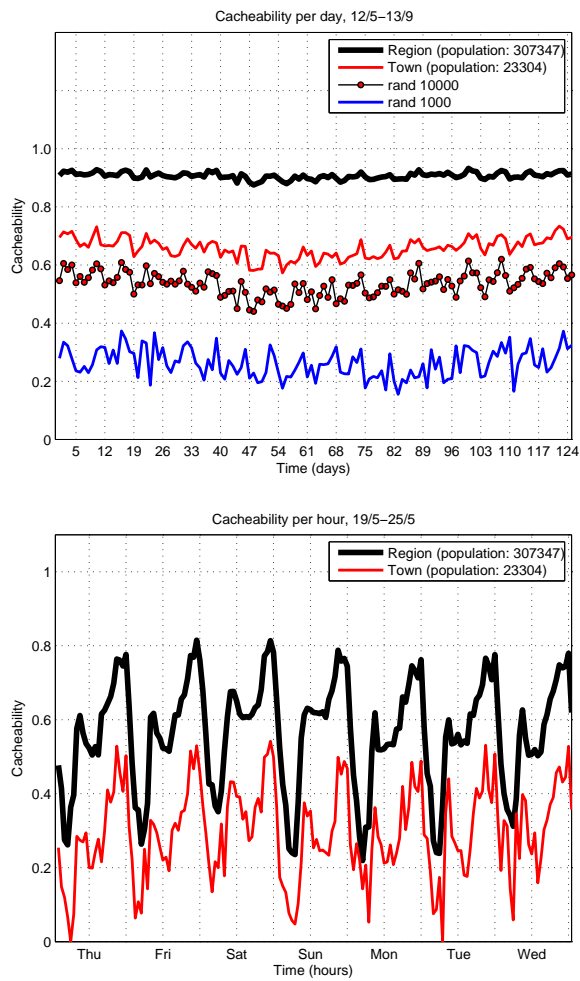 Cacheability per day, 12/5–13/9
Region (population: 307347)
Town (population: 23304)
rand 10000
rand 1000
1.0
0.8
0.6
0.4
0.2
0
Cacheability
5 12 19 26 33 40 47 54 61 68 75 82 89 96 103 110 117 124
Time (days)
Cacheability per hour, 19/5–25/5
Region (population: 307347)
Town (population: 23304)
1
0.8
0.6
0.4
0.2
0
Cacheability
Thu Fri Sat Sun Mon Tue Wed
Time (hours)